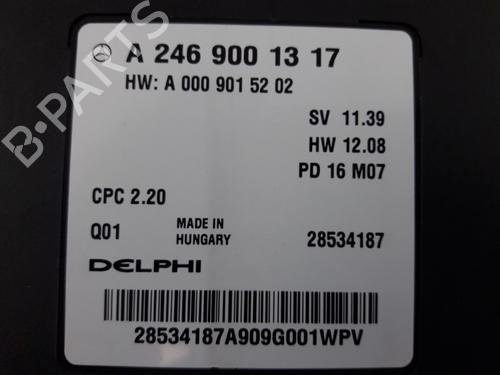 A 246 900 13 17
HW: A 000 901 52 02
SV 11.39
HW 12.08
PD 16 M07
CPC 2.20
Q01
MADE IN
HUNGARY
28534187
DELPHI
28534187A909G001WPV
B-PARTS